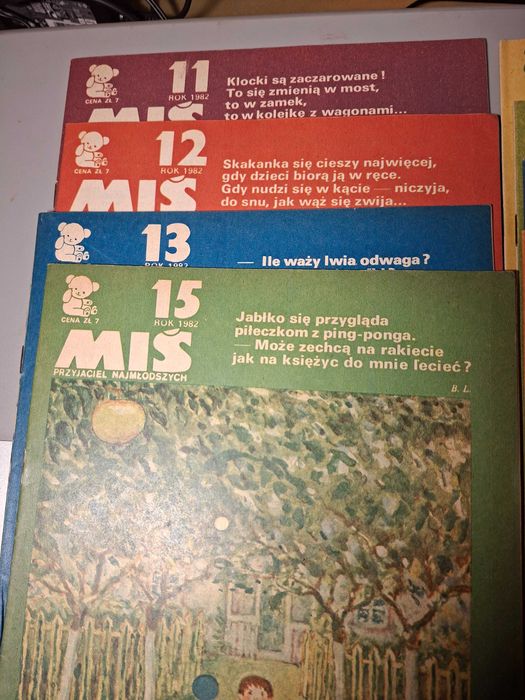 11
ROK 1982
CENA ZŁ 7
MIŚ
Klocki są zaczarowane!
To się zmienią w most,
to w zamek,
to w kolejkę z wagonami...
12
ROK 1982
CENA ZŁ 7
MIŚ
Skakanka się cieszy najwięcej,
gdy dzieci biorą ją w ręce.
Gdy nudzi się w kącie — niczyja,
do snu, jak wąż się zwija...
13
ROK 1982
— Ile waży lwia odwaga?
15
ROK 1982
CENA ZŁ 7
MIŚ
PRZYJACIEL NAJMŁODSZYCH
Jabłko się przygląda
piłeczkom z ping-ponga.
— Może zechcą na rakiecie
jak na księżyc do mnie lecieć?
B. L.